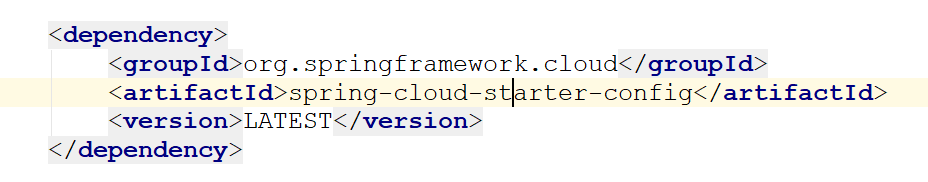 <dependency>
    <groupId>org.springframework.cloud</groupId>
    <artifactId>spring-cloud-starter-config</artifactId>
    <version>LATEST</version>
</dependency>